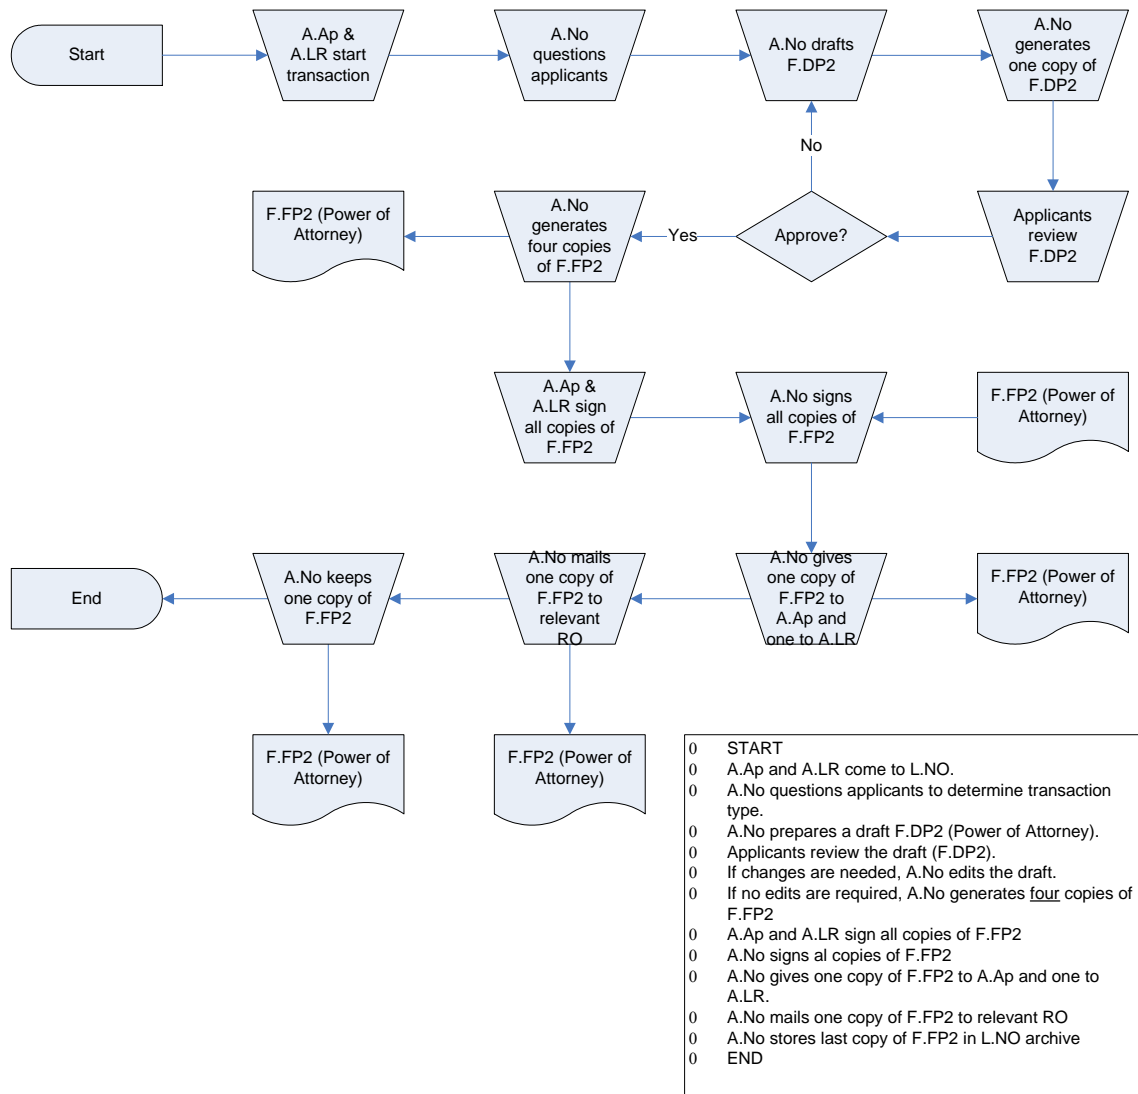 Start
A.Ap &
A.LR start
transaction
A.No
questions
applicants
A.No drafts
F.DP2
A.No
generates
one copy of
F.DP2
No
F.FP2 (Power of
Attorney)
A.No
generates
four copies
of F.FP2
Yes
Approve?
Applicants
review
F.DP2
A.Ap &
A.LR sign
all copies of
F.FP2
A.No signs
all copies of
F.FP2
F.FP2 (Power of
Attorney)
End
A.No keeps
one copy of
F.FP2
A.No mails
one copy of
F.FP2 to
relevant
RO
A.No gives
one copy of
F.FP2 to
A.Ap and
one to A.LR
F.FP2 (Power of
Attorney)
F.FP2 (Power of
Attorney)
F.FP2 (Power of
Attorney)
0 START
0 A.Ap and A.LR come to L.NO.
0 A.No questions applicants to determine transaction
type.
0 A.No prepares a draft F.DP2 (Power of Attorney).
0 Applicants review the draft (F.DP2).
0 If changes are needed, A.No edits the draft.
0 If no edits are required, A.No generates four copies of
F.FP2
0 A.Ap and A.LR sign all copies of F.FP2
0 A.No signs al copies of F.FP2
0 A.No gives one copy of F.FP2 to A.Ap and one to
A.LR.
0 A.No mails one copy of F.FP2 to relevant RO
0 A.No stores last copy of F.FP2 in L.NO archive
0 END